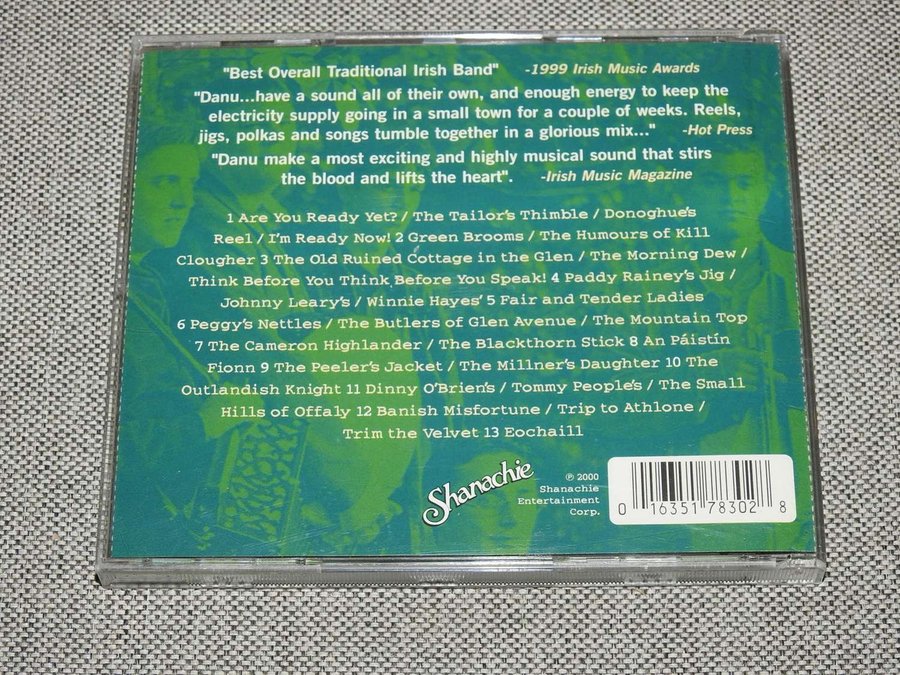 "Best Overall Traditional Irish Band" -1999 Irish Music Awards
"Danu...have a sound all of their own, and enough energy to keep the
electricity supply going in a small town for a couple of weeks. Reels,
jigs, polkas and songs tumble together in a glorious mix..." -Hot Press
"Danu make a most exciting and highly musical sound that stirs
the blood and lifts the heart". -Irish Music Magazine
1 Are You Ready Yet? / The Tailor's Thimble / Donoghue's
Reel / I'm Ready Now! 2 Green Brooms / The Humours of Kill
Clougher 3 The Old Ruined Cottage in the Glen / The Morning Dew /
Think Before You Think Before You Speak! 4 Paddy Rainey's Jig /
Johnny Leary's / Winnie Hayes' 5 Fair and Tender Ladies
6 Peggy's Nettles / The Butlers of Glen Avenue / The Mountain Top
7 The Cameron Highlander / The Blackthorn Stick 8 An Páistín
Fionn 9 The Peeler's Jacket / The Millner's Daughter 10 The
Outlandish Knight 11 Dinny O'Brien's / Tommy People's / The Small
Hills of Offaly 12 Banish Misfortune / Trip to Athlone /
Trim the Velvet 13 Eochaill
Shanachie
℗ 2000
Shanachie
Entertainment
Corp.
0 16351 78302 8